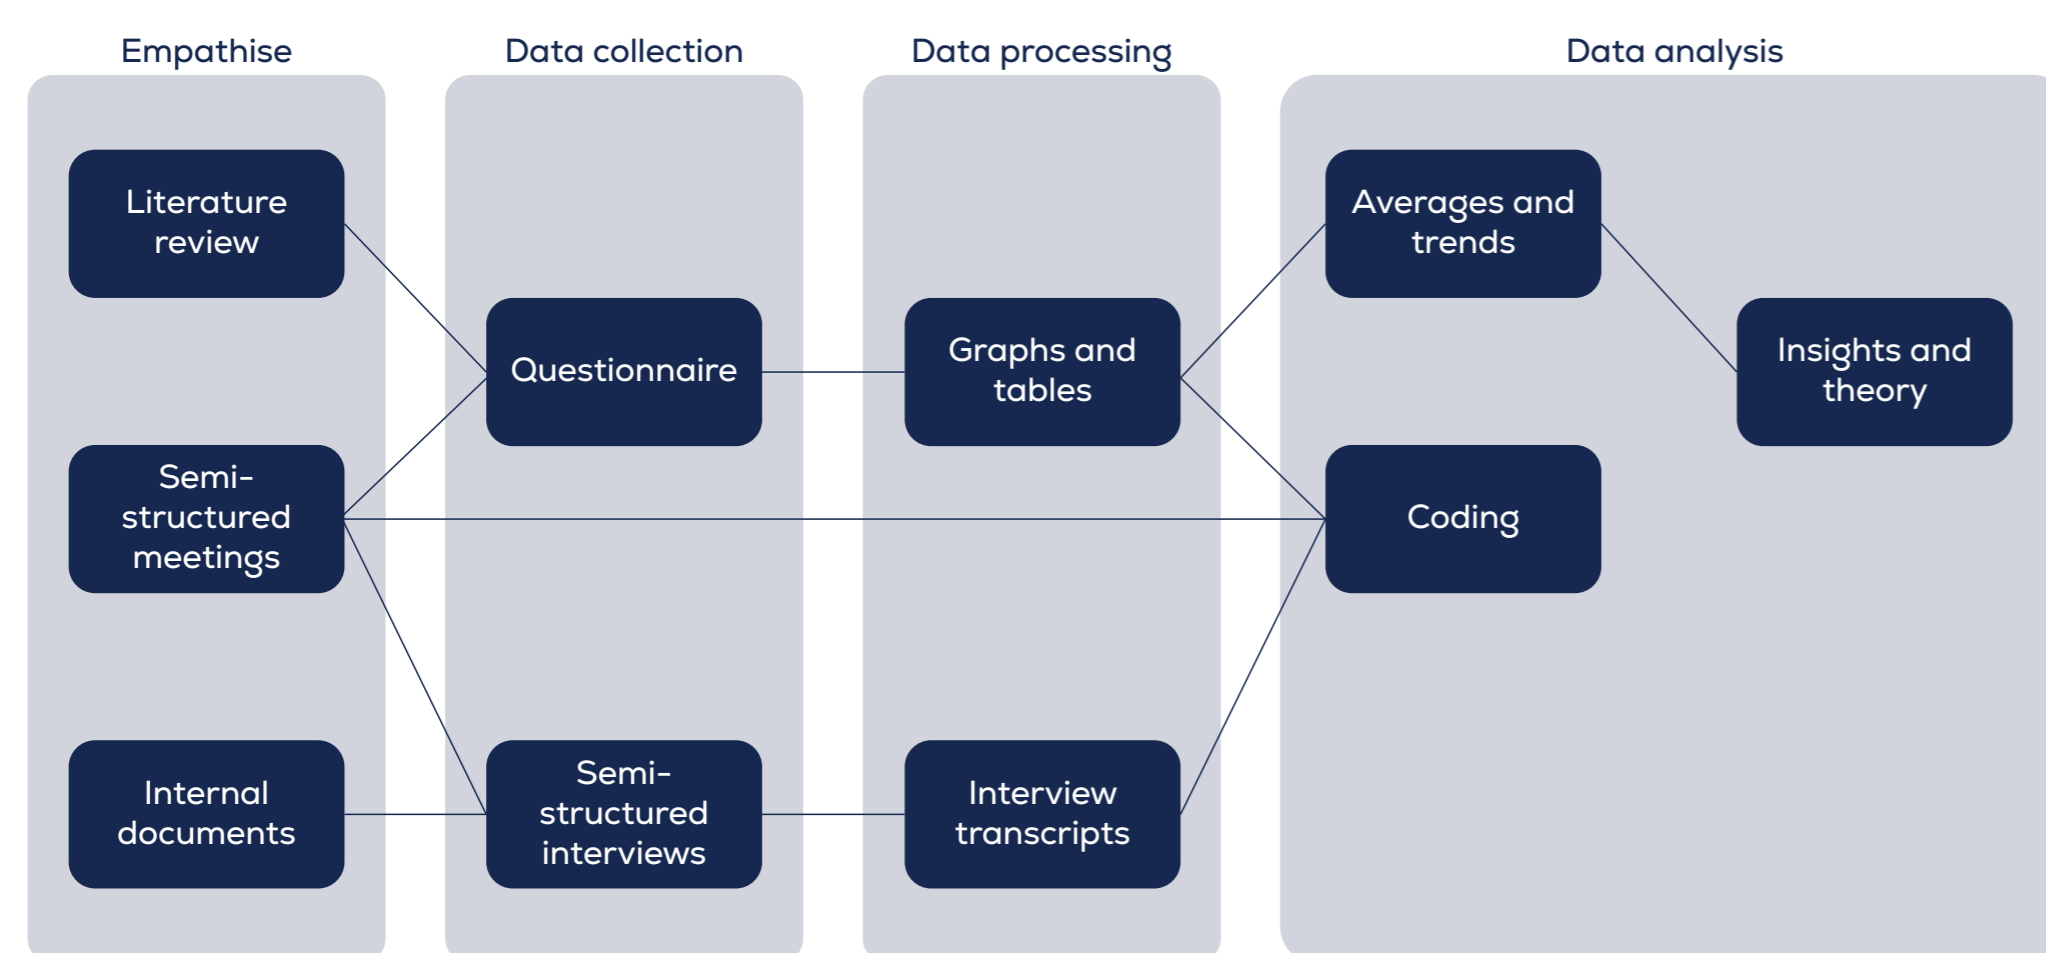 Empathise
Data collection
Data processing
Data analysis
Literature
review
Semi-
structured
meetings
Internal
documents
Questionnaire
Semi-
structured
interviews
Graphs and
tables
Interview
transcripts
Averages and
trends
Coding
Insights and
theory